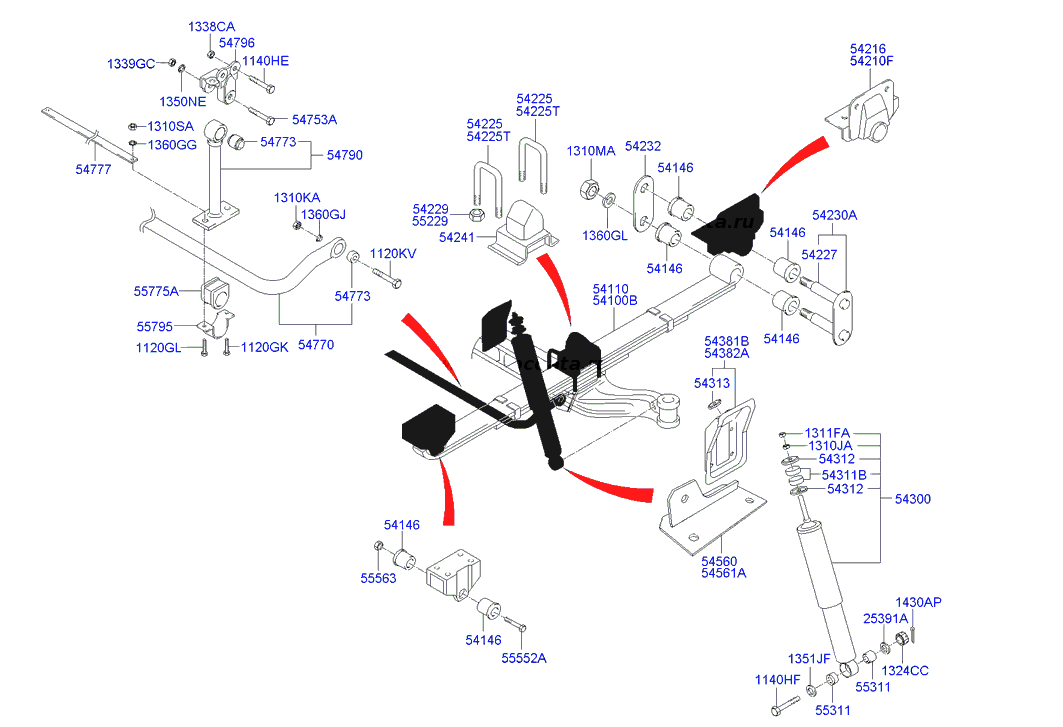 1338CA
54796
1339GC
1140HE
1350NE
54753A
1310SA
1360GG
54777
54773
54790
1310KA
1360GJ
1120KV
54773
55775A
55795
1120GL
1120GK
54770
54225
54225T
54225
54225T
54229
55229
54241
1310MA
54232
54146
1360GL
54146
54216
54210F
54230A
54146
54227
54146
54110
54100B
54381B
54382A
54313
1311FA
1310JA
54312
54311B
54312
54300
54560
54561A
54146
55563
54146
55552A
1430AP
25391A
1324CC
1351JF
55311
1140HF
55311